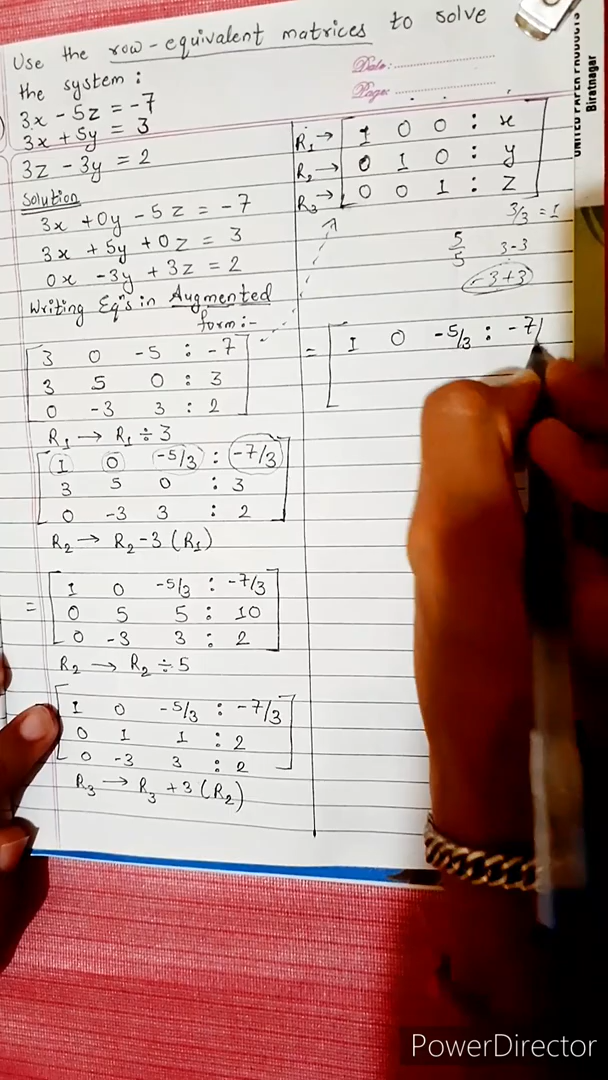 Use the row-equivalent matrices to solve
the system :
3x - 5z = -7
3x + 5y = 3
3z - 3y = 2
Solution
3x + 0y - 5z = -7
3x + 5y + 0z = 3
0x - 3y + 3z = 2
Writing Eqⁿs in Augmented
form:-
3 0 -5 : -7
3 5 0 : 3
0 -3 3 : 2
R₁ → R₁ ÷ 3
1 0 -5/3 : -7/3
3 5 0 : 3
0 -3 3 : 2
R₂ → R₂ - 3 (R₁)
= 1 0 -5/3 : -7/3
0 5 5 : 10
0 -3 3 : 2
R₂ → R₂ ÷ 5
1 0 -5/3 : -7/3
0 1 1 : 2
0 -3 3 : 2
R₃ → R₃ + 3 (R₂)
Date:
Page:
R₁ → 1 0 0 : x
R₂ → 0 1 0 : y
R₃ → 0 0 1 : z
3/3 = 1
5/5 3-3
-3+3
= 1 0 -5/3 : -7/
UNITED PAPER PRODUCTS
Biratnagar
PowerDirector